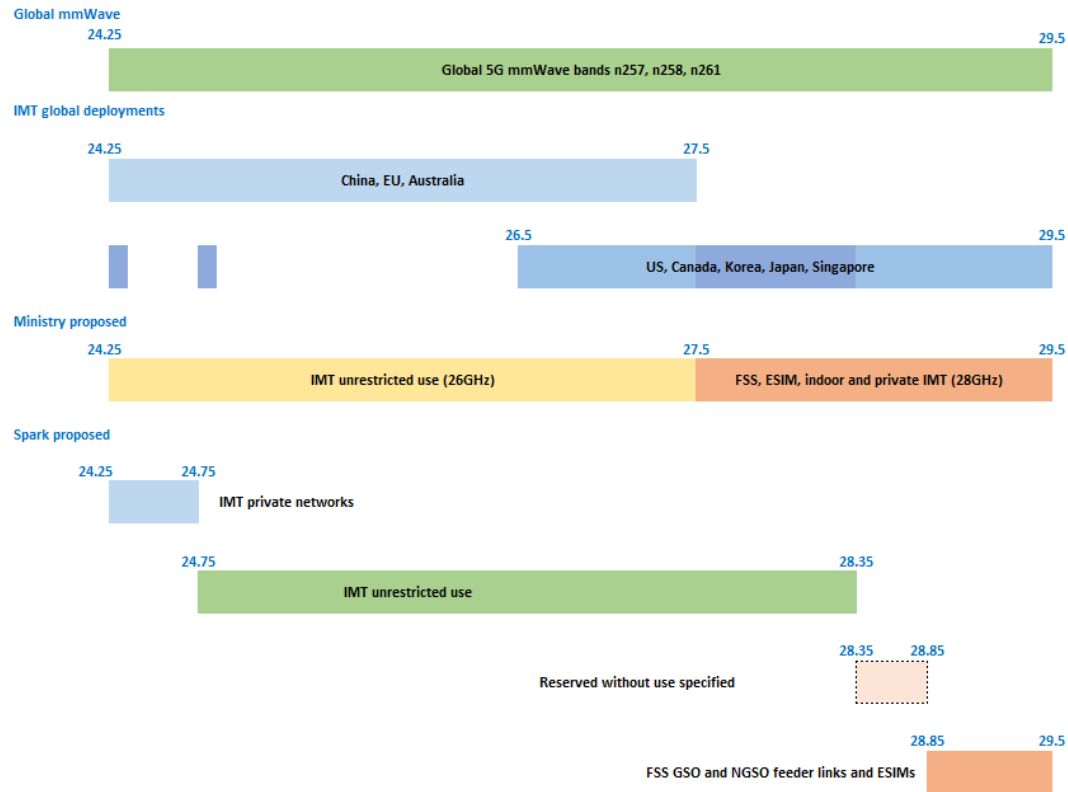 Global mmWave
24.25 29.5
Global 5G mmWave bands n257, n258, n261
IMT global deployments
24.25 27.5
China, EU, Australia
26.5 29.5
US, Canada, Korea, Japan, Singapore
Ministry proposed
24.25 27.5 29.5
IMT unrestricted use (26GHz) FSS, ESIM, indoor and private IMT (28GHz)
Spark proposed
24.25 24.75
IMT private networks
24.75 28.35
IMT unrestricted use
28.35 28.85
Reserved without use specified
28.85 29.5
FSS GSO and NGSO feeder links and ESIMs